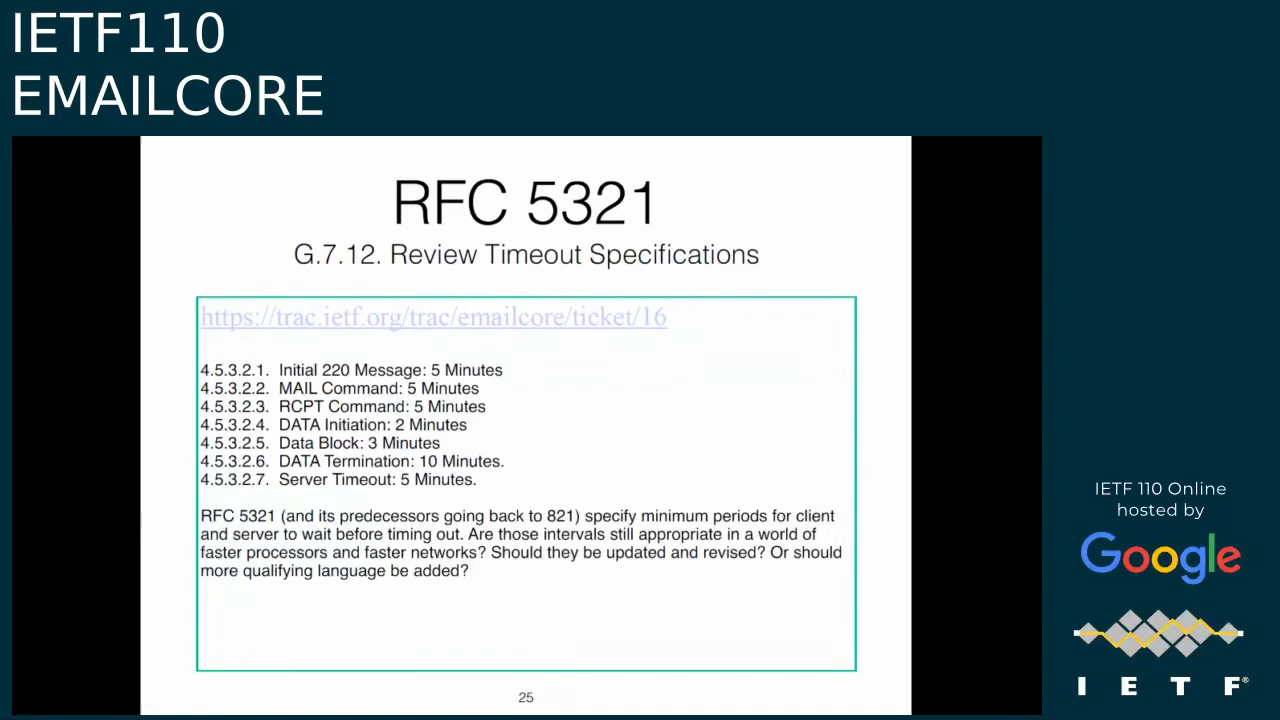 IETF110
EMAILCORE
RFC 5321
G.7.12. Review Timeout Specifications
https://trac.ietf.org/trac/emailcore/ticket/16
4.5.3.2.1. Initial 220 Message: 5 Minutes
4.5.3.2.2. MAIL Command: 5 Minutes
4.5.3.2.3. RCPT Command: 5 Minutes
4.5.3.2.4. DATA Initiation: 2 Minutes
4.5.3.2.5. Data Block: 3 Minutes
4.5.3.2.6. DATA Termination: 10 Minutes.
4.5.3.2.7. Server Timeout: 5 Minutes.
RFC 5321 (and its predecessors going back to 821) specify minimum periods for client
and server to wait before timing out. Are those intervals still appropriate in a world of
faster processors and faster networks? Should they be updated and revised? Or should
more qualifying language be added?
25
IETF 110 Online
hosted by
Google
I E T F®